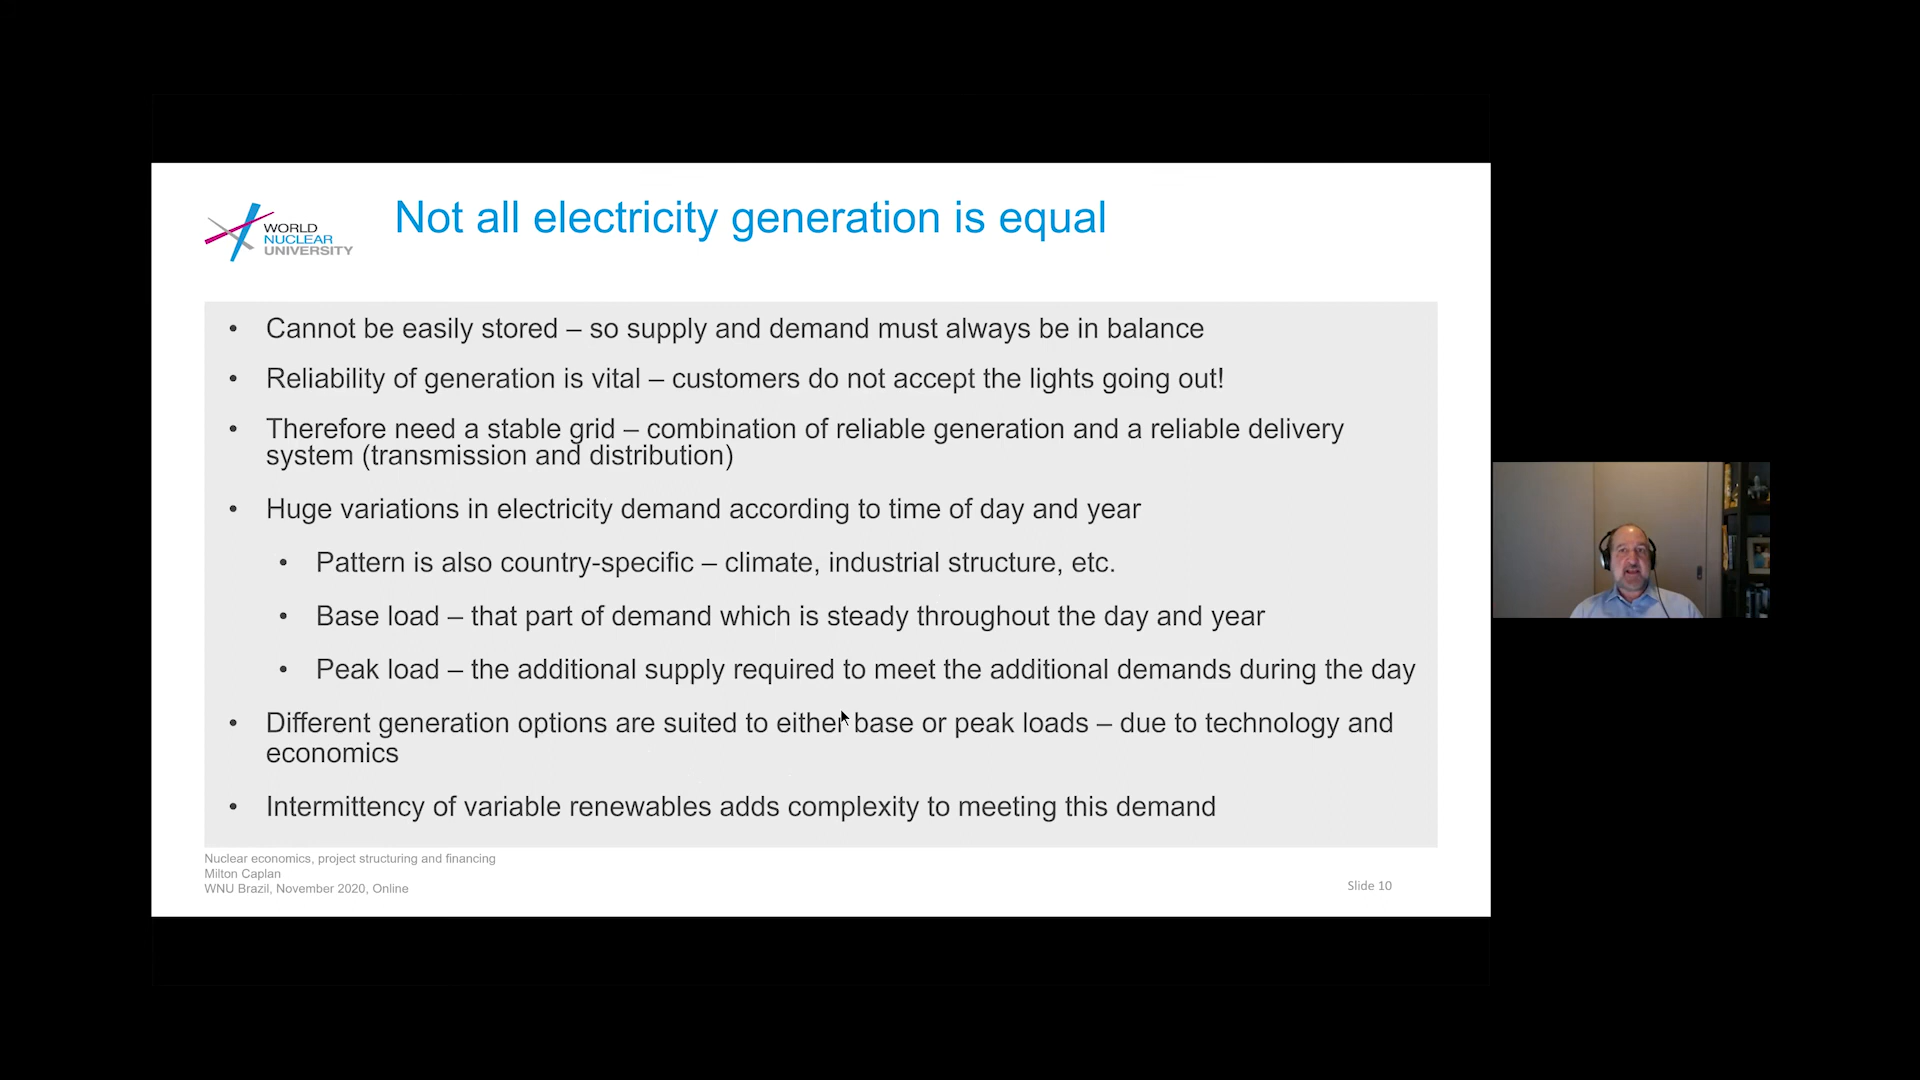 WORLD
NUCLEAR
UNIVERSITY
Not all electricity generation is equal
• Cannot be easily stored – so supply and demand must always be in balance
• Reliability of generation is vital – customers do not accept the lights going out!
• Therefore need a stable grid – combination of reliable generation and a reliable delivery
system (transmission and distribution)
• Huge variations in electricity demand according to time of day and year
• Pattern is also country-specific – climate, industrial structure, etc.
• Base load – that part of demand which is steady throughout the day and year
• Peak load – the additional supply required to meet the additional demands during the day
• Different generation options are suited to either base or peak loads – due to technology and
economics
• Intermittency of variable renewables adds complexity to meeting this demand
Nuclear economics, project structuring and financing
Milton Caplan
WNU Brazil, November 2020, Online
Slide 10